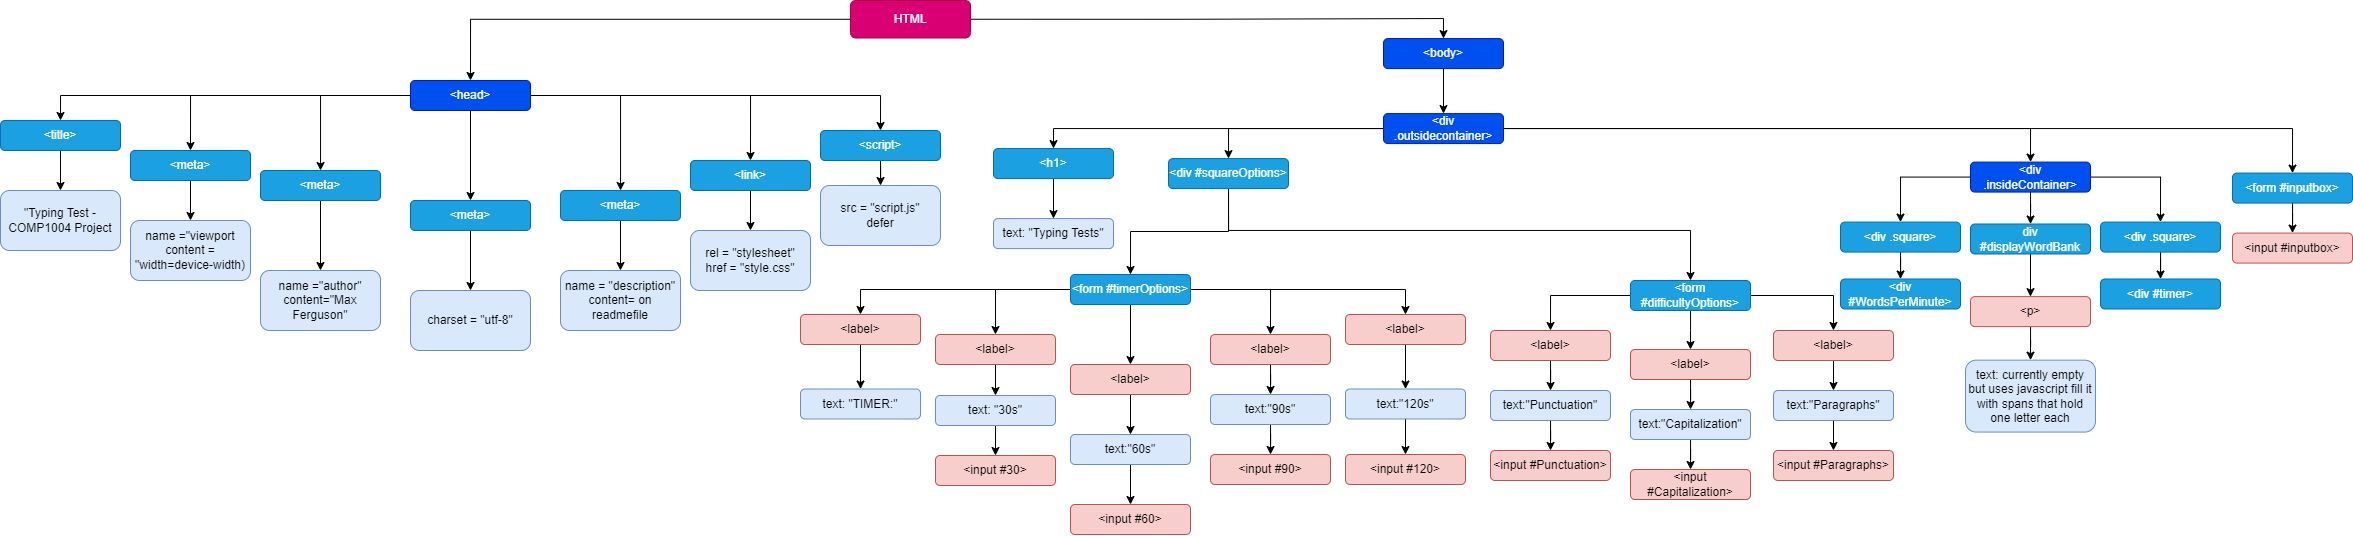 HTML
<body>
<head>
<div
.outsidecontainer>
<title>
<meta>
<meta>
<meta>
<meta>
<link>
<script>
"Typing Test -
COMP1004 Project
name ="viewport
content =
"width=device-width)
name ="author"
content="Max
Ferguson"
charset = "utf-8"
name = "description"
content= on
readmefile
rel = "stylesheet"
href = "style.css"
src = "script.js"
defer
<h1>
text: "Typing Tests"
<div #squareOptions>
<form #timerOptions>
<label>
text: "TIMER:"
<label>
text: "30s"
<input #30>
<label>
text:"60s"
<input #60>
<label>
text:"90s"
<input #90>
<label>
text:"120s"
<input #120>
<form
#difficultyOptions>
<label>
text:"Punctuation"
<input #Punctuation>
<label>
text:"Capitalization"
<input
#Capitalization>
<label>
text:"Paragraphs"
<input #Paragraphs>
<div
.insideContainer>
<div .square>
<div
#WordsPerMinute>
div
#displayWordBank
<p>
text: currently empty
but uses javascript fill it
with spans that hold
one letter each
<div .square>
<div #timer>
<form #inputbox>
<input #inputbox>